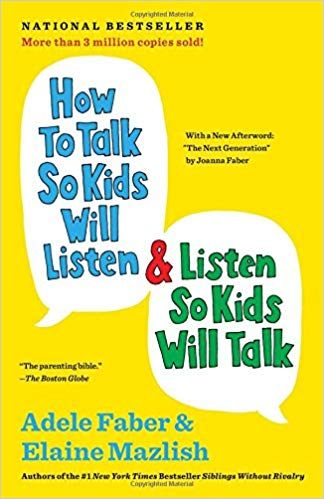 NATIONAL BESTSELLER
More than 3 million copies sold!
How
To Talk
So Kids
Will
Listen
& Listen
So Kids
Will Talk
With a New Afterword:
"The Next Generation"
by Joanna Faber
"The parenting bible."
—The Boston Globe
Adele Faber &
Elaine Mazlish
Authors of the #1 New York Times Bestseller Siblings Without Rivalry